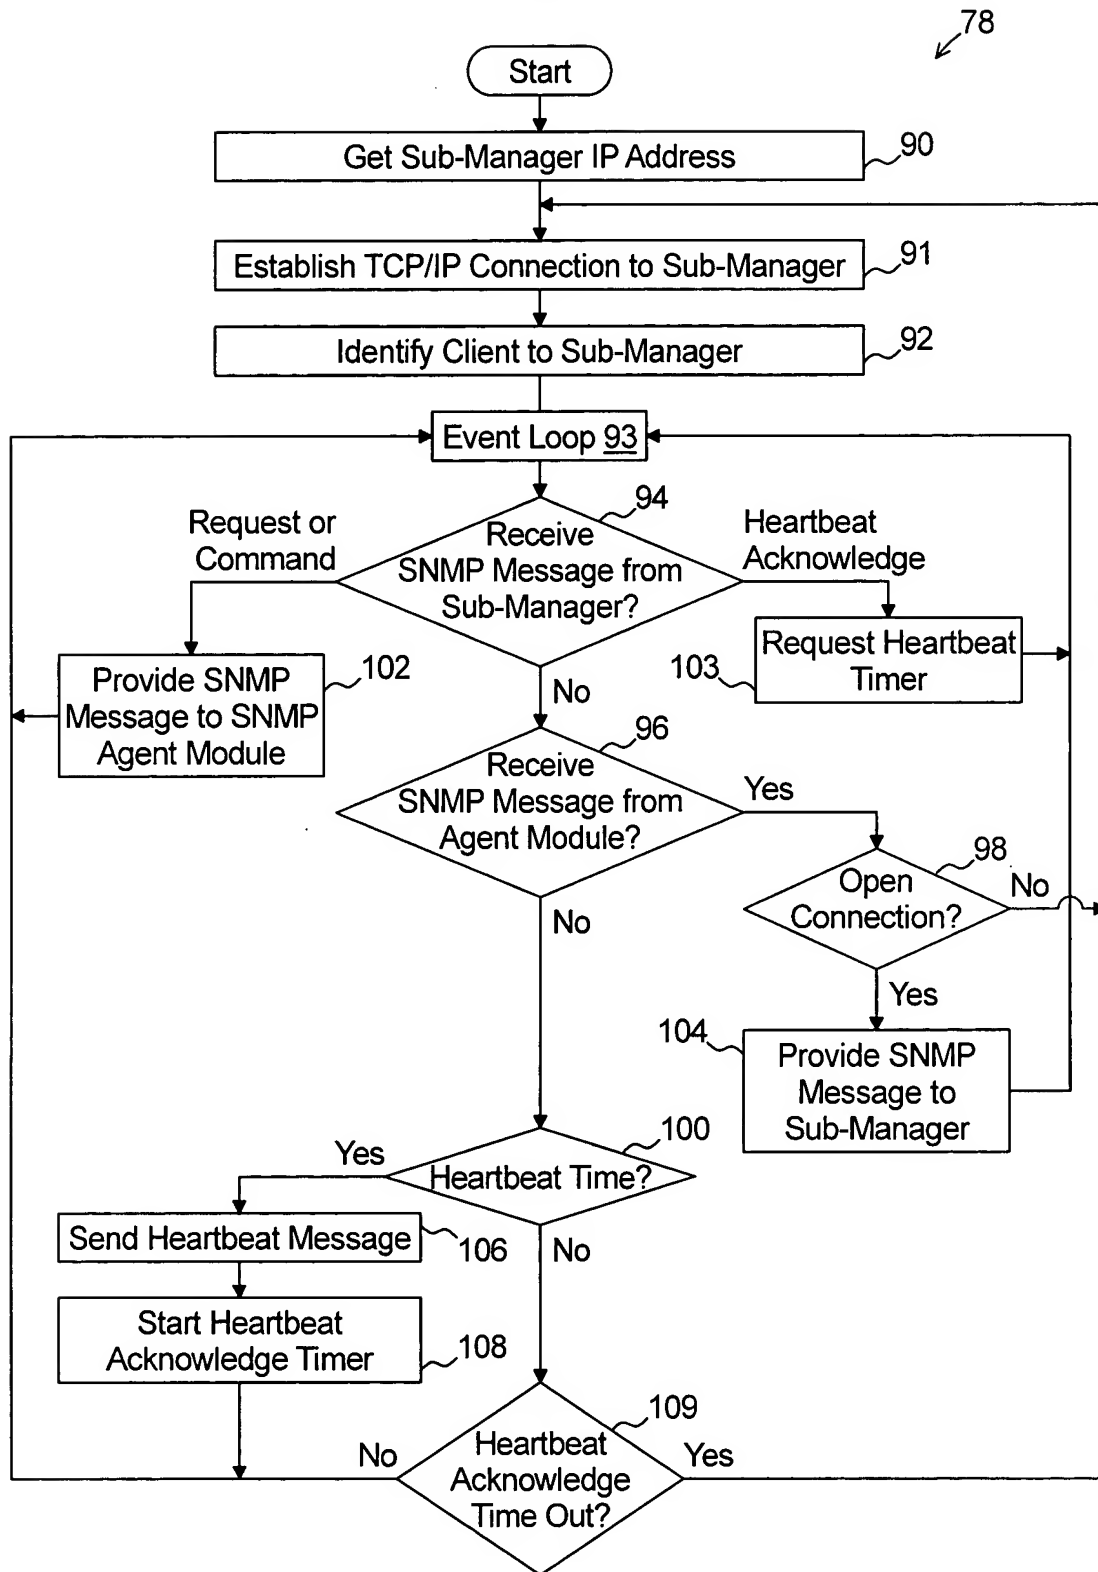 78
Start
Get Sub-Manager IP Address
90
Establish TCP/IP Connection to Sub-Manager
91
Identify Client to Sub-Manager
92
Event Loop 93
94
Request or
Command
Receive
SNMP Message from
Sub-Manager?
Heartbeat
Acknowledge
Provide SNMP
Message to SNMP
Agent Module
102
No
103
Request Heartbeat
Timer
96
Receive
SNMP Message from
Agent Module?
Yes
98
Open
Connection?
No
No
Yes
104
Provide SNMP
Message to
Sub-Manager
100
Yes
Heartbeat Time?
Send Heartbeat Message
106
No
Start Heartbeat
Acknowledge Timer
108
109
No
Heartbeat
Acknowledge
Time Out?
Yes